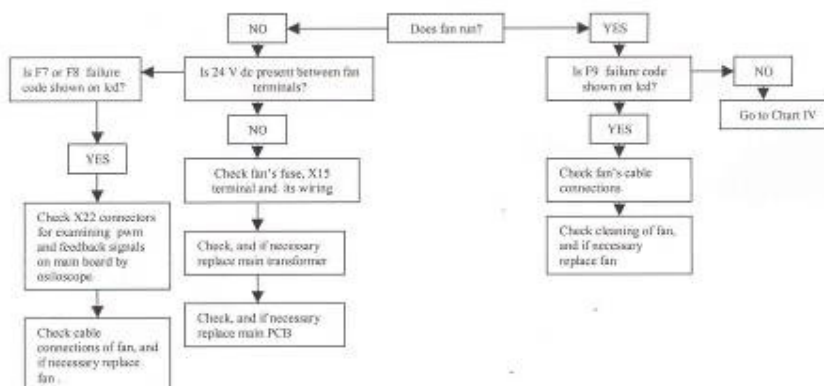 NO
Does fan run?
YES
Is F7 or F8 failure
code shown on lcd?
Is 24 V dc present between fan
terminals?
Is F9 failure code
shown on lcd?
NO
Go to Chart IV
YES
NO
YES
Check X22 connectors
for examining pwm
and feedback signals
on main board by
osiloscope
Check fan's fuse, X15
terminal and its wiring
Check fan's cable
connections
Check, and if necessary
replace main transformer
Check cleaning of fan,
and if necessary
replace fan
Check cable
connections of fan, and
if necessary replace
fan .
Check, and if necessary
replace main PCB